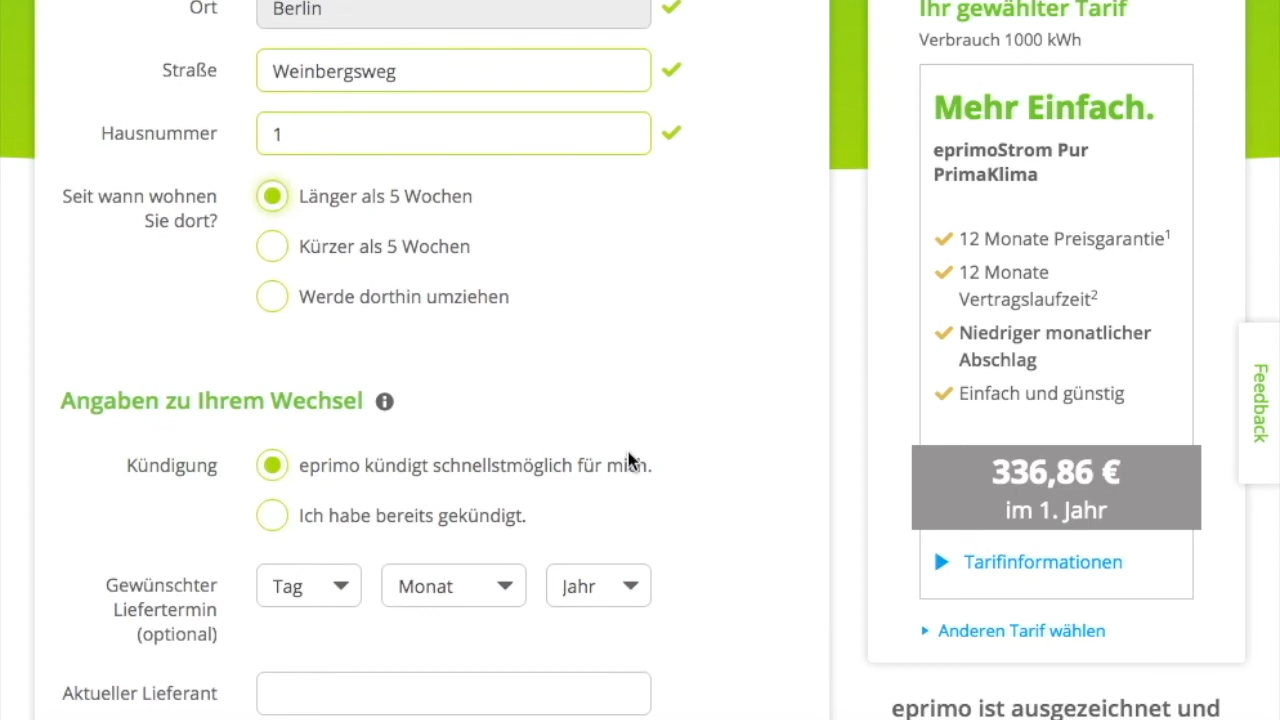 Ort
Berlin
Straße
Weinbergsweg
Hausnummer
1
Seit wann wohnen
Sie dort?
Länger als 5 Wochen
Kürzer als 5 Wochen
Werde dorthin umziehen
Angaben zu Ihrem Wechsel
Kündigung
eprimo kündigt schnellstmöglich für mich.
Ich habe bereits gekündigt.
Gewünschter
Liefertermin
(optional)
Tag
Monat
Jahr
Aktueller Lieferant
Ihr gewählter Tarif
Verbrauch 1000 kWh
Mehr Einfach.
eprimoStrom Pur
PrimaKlima
12 Monate Preisgarantie¹
12 Monate
Vertragslaufzeit²
Niedriger monatlicher
Abschlag
Einfach und günstig
336,86 €
im 1. Jahr
Tarifinformationen
Anderen Tarif wählen
eprimo ist ausgezeichnet und
Feedback